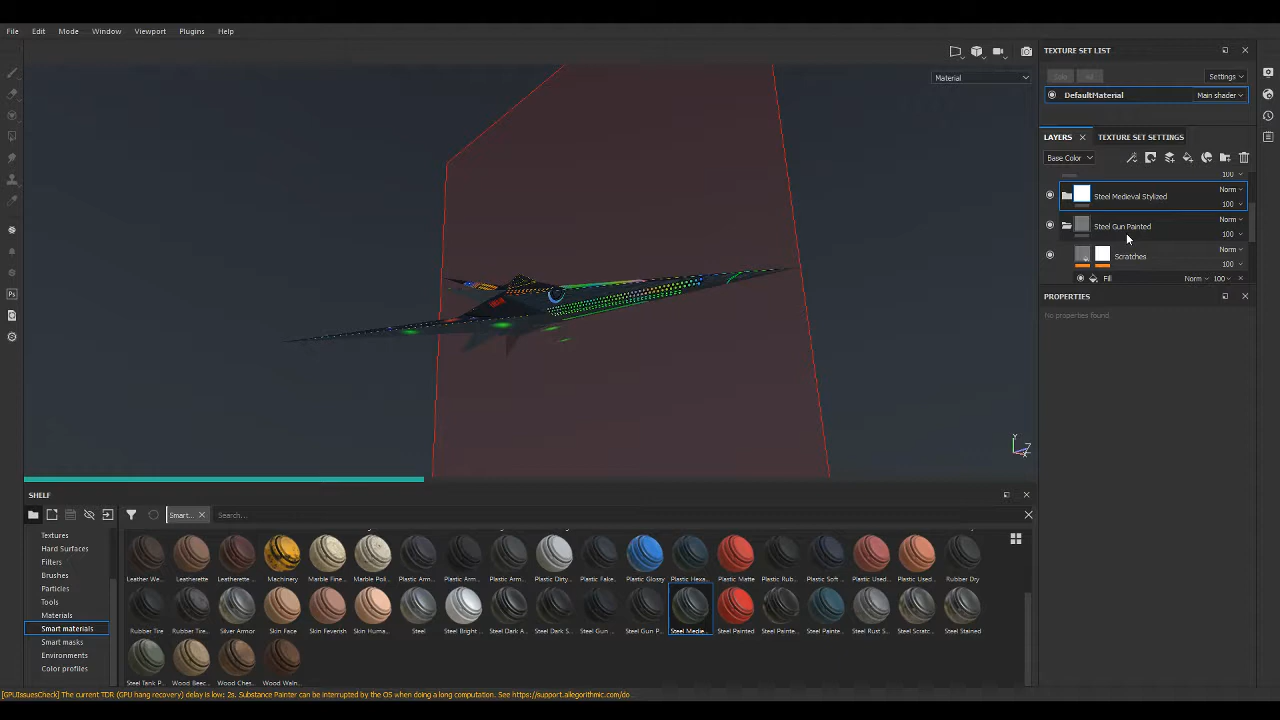 File Edit Mode Window Viewport Plugins Help
Material
TEXTURE SET LIST
Settings
DefaultMaterial Main shader
LAYERS TEXTURE SET SETTINGS
Base Color
100
Steel Medieval Stylized Norm
100
Steel Gun Painted Norm
100
Scratches Norm
100
Fill Norm 100
PROPERTIES
No properties found
SHELF
Smart... Search...
Textures
Hard Surfaces
Filters
Brushes
Particles
Tools
Materials
Smart materials
Smart masks
Environments
Color profiles
Leather We... Leatherette Leatherette ... Machinery Marble Fine... Marble Poli... Plastic Arm... Plastic Arm... Plastic Arm... Plastic Dirty... Plastic Fake... Plastic Glossy Plastic Hexa... Plastic Matte Plastic Rub... Plastic Soft ... Plastic Used... Plastic Used... Rubber Dry
Rubber Tire Rubber Tire... Silver Armor Skin Face Skin Feverish Skin Huma... Steel Steel Bright ... Steel Dark A... Steel Dark S... Steel Gun ... Steel Gun P... Steel Medie... Steel Painted Steel Painte... Steel Painte... Steel Rust S... Steel Scratc... Steel Stained
Steel Tank P... Wood Beec... Wood Ches... Wood Waln...
[GPUIssuesCheck] The current TDR (GPU hang recovery) delay is low: 2s. Substance Painter can be interrupted by the OS when doing a long computation. See https://support.allegorithmic.com/do...